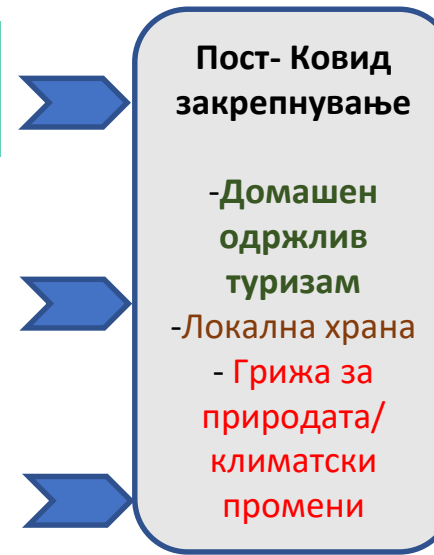 Пост- Ковид
закрепнување
-Домашен
одржлив
туризам
-Локална храна
- Грижа за
природата/
климатски
промени